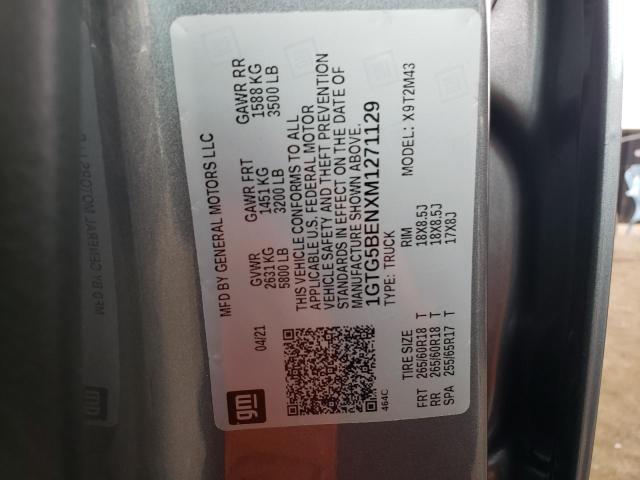 MFD BY GENERAL MOTORS LLC
04/21
GVWR GAWR FRT GAWR RR
2631 KG 1451 KG 1588 KG
5800 LB 3200 LB 3500 LB
THIS VEHICLE CONFORMS TO ALL
APPLICABLE U.S. FEDERAL MOTOR
VEHICLE SAFETY AND THEFT PREVENTION
STANDARDS IN EFFECT ON THE DATE OF
MANUFACTURE SHOWN ABOVE.
1GTG5BENXM1271129
TYPE: TRUCK MODEL: X9T2M43
gm
464C
TIRE SIZE RIM
FRT 265/60R18 T 18X8.5J
RR 265/60R18 T 18X8.5J
SPA 255/65R17 T 17X8J